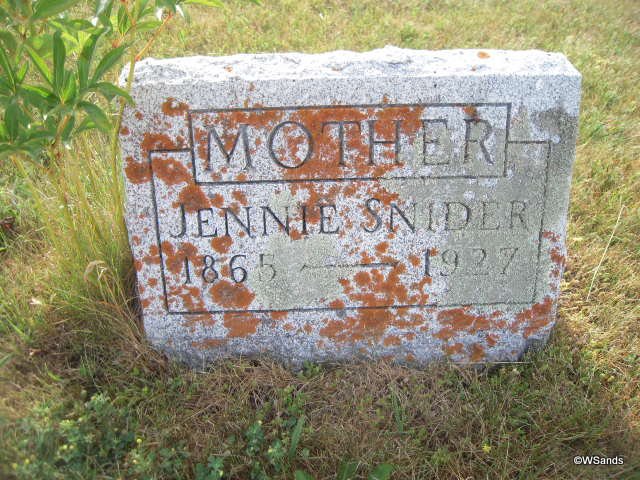 MOTHER
JENNIE SNIDER
1865 — 1927
©WSands